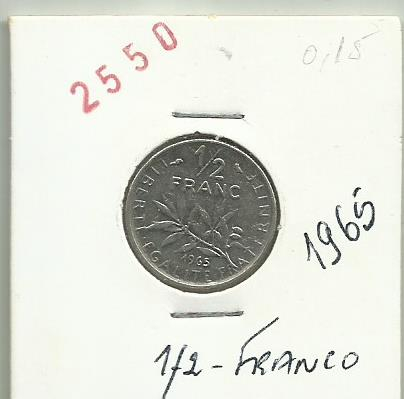 2550
0,15
1/2
FRANC
LIBERTE EGALITE FRATERNITE
1965
1965
1/2 - FRANCO